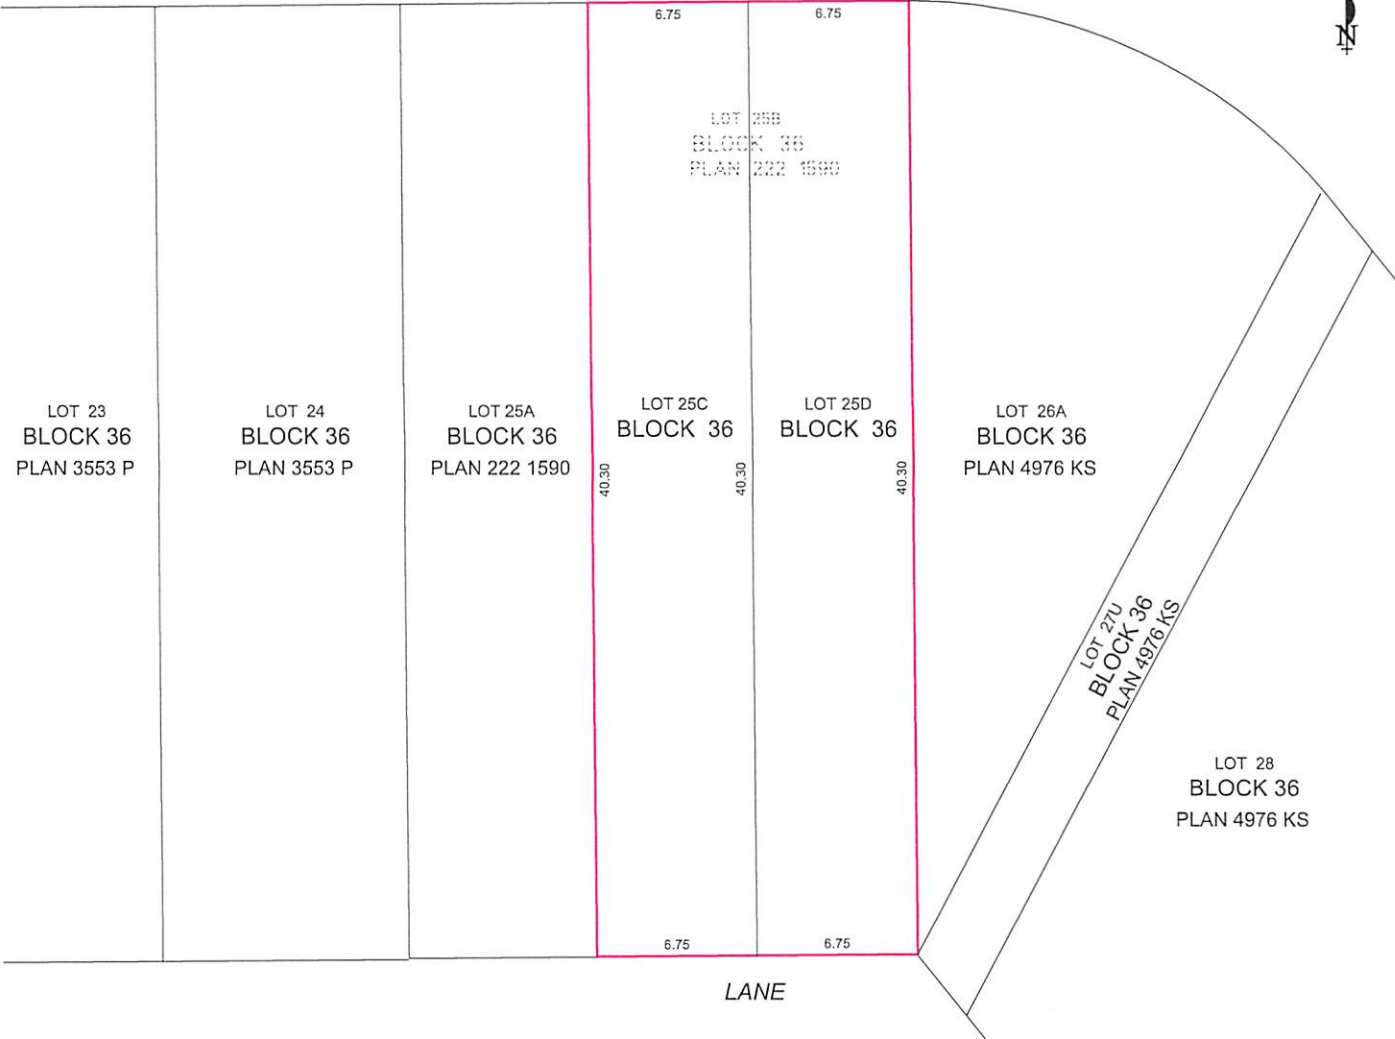 6.75
6.75
N
LOT 25B
BLOCK 36
PLAN 222 1590
LOT 23
BLOCK 36
PLAN 3553 P
LOT 24
BLOCK 36
PLAN 3553 P
LOT 25A
BLOCK 36
PLAN 222 1590
LOT 25C
BLOCK 36
LOT 25D
BLOCK 36
LOT 26A
BLOCK 36
PLAN 4976 KS
40.30
40.30
40.30
LOT 27U
BLOCK 36
PLAN 4976 KS
LOT 28
BLOCK 36
PLAN 4976 KS
6.75
6.75
LANE